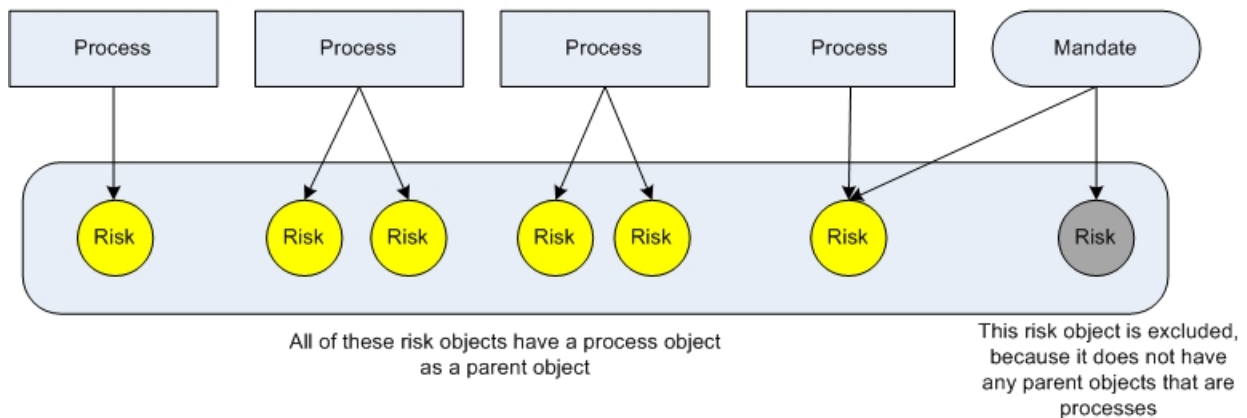 Process
Process
Process
Process
Mandate
Risk
Risk
Risk
Risk
Risk
Risk
Risk
All of these risk objects have a process object
as a parent object
This risk object is excluded,
because it does not have
any parent objects that are
processes